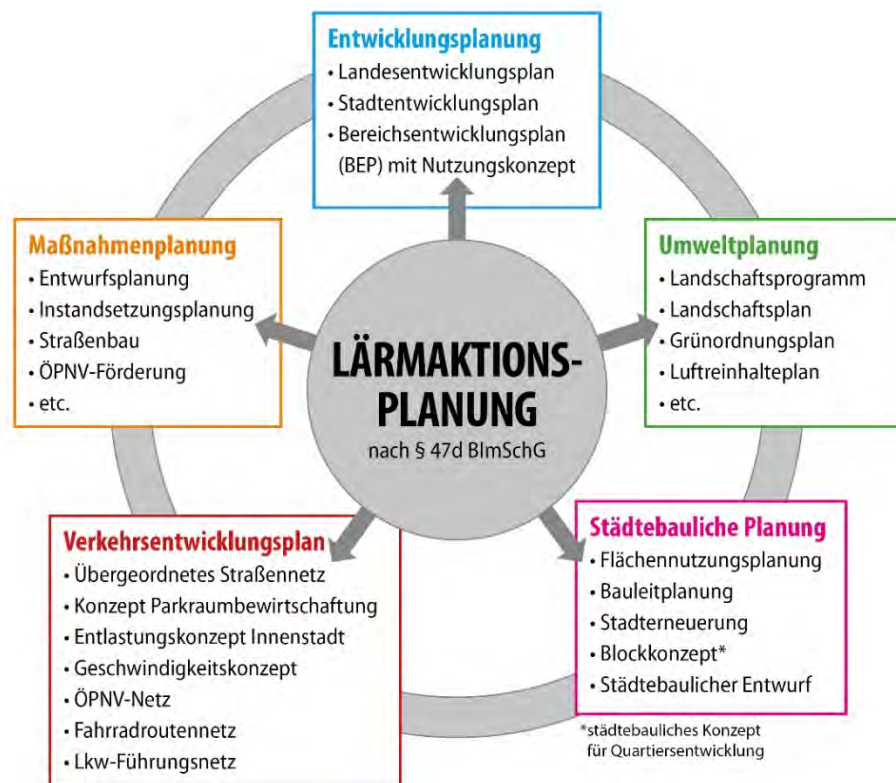 Entwicklungsplanung
• Landesentwicklungsplan
• Stadtentwicklungsplan
• Bereichsentwicklungsplan
(BEP) mit Nutzungskonzept
Maßnahmenplanung
• Entwurfsplanung
• Instandsetzungsplanung
• Straßenbau
• ÖPNV-Förderung
• etc.
Umweltplanung
• Landschaftsprogramm
• Landschaftsplan
• Grünordnungsplan
• Luftreinhalteplan
• etc.
LÄRMAKTIONS-
PLANUNG
nach § 47d BImSchG
Verkehrsentwicklungsplan
• Übergeordnetes Straßennetz
• Konzept Parkraumbewirtschaftung
• Entlastungskonzept Innenstadt
• Geschwindigkeitskonzept
• ÖPNV-Netz
• Fahrradroutennetz
• Lkw-Führungsnetz
Städtebauliche Planung
• Flächennutzungsplanung
• Bauleitplanung
• Stadterneuerung
• Blockkonzept*
• Städtebaulicher Entwurf
*städtebauliches Konzept
für Quartiersentwicklung